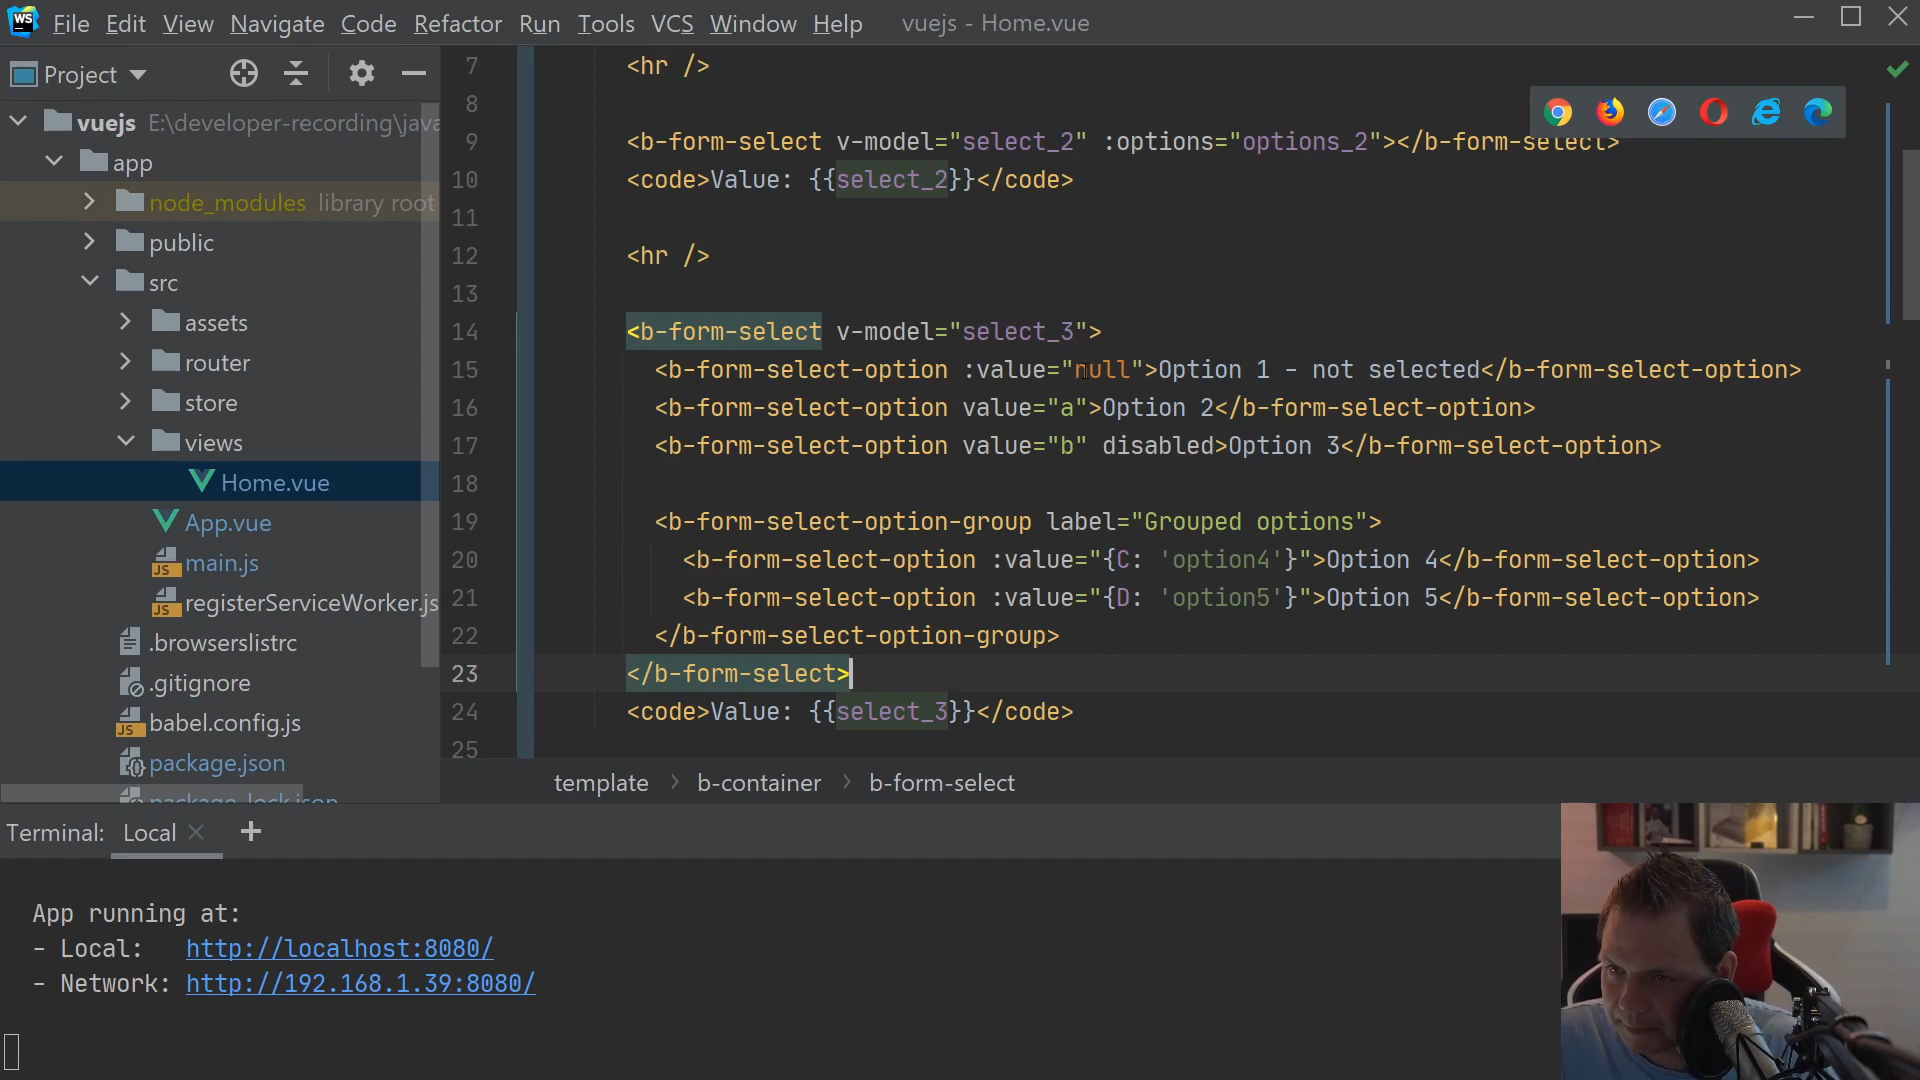 WS File Edit View Navigate Code Refactor Run Tools VCS Window Help vuejs - Home.vue
Project
vuejs E:\developer-recording\java
app
node_modules library root
public
src
assets
router
store
views
Home.vue
App.vue
JS main.js
JS registerServiceWorker.js
.browserslistrc
.gitignore
JS babel.config.js
package.json
package-lock.json
7 <hr />
8
9 <b-form-select v-model="select_2" :options="options_2"></b-form-select>
10 <code>Value: {{select_2}}</code>
11
12 <hr />
13
14 <b-form-select v-model="select_3">
15 <b-form-select-option :value="null">Option 1 - not selected</b-form-select-option>
16 <b-form-select-option value="a">Option 2</b-form-select-option>
17 <b-form-select-option value="b" disabled>Option 3</b-form-select-option>
18
19 <b-form-select-option-group label="Grouped options">
20 <b-form-select-option :value="{C: 'option4'}">Option 4</b-form-select-option>
21 <b-form-select-option :value="{D: 'option5'}">Option 5</b-form-select-option>
22 </b-form-select-option-group>
23 </b-form-select>
24 <code>Value: {{select_3}}</code>
25
template > b-container > b-form-select
Terminal: Local × +
App running at:
- Local: http://localhost:8080/
- Network: http://192.168.1.39:8080/